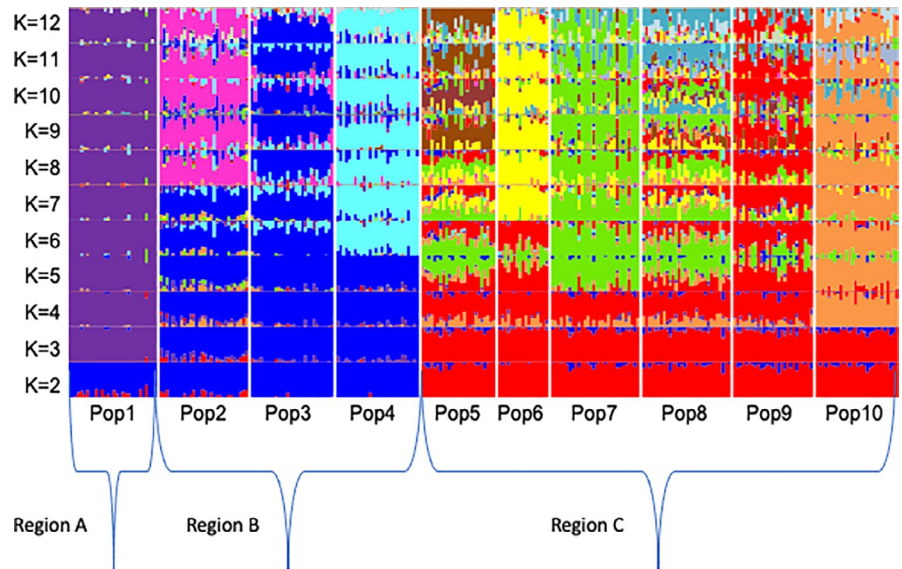 K=12
K=11
K=10
K=9
K=8
K=7
K=6
K=5
K=4
K=3
K=2
Pop1 Pop2 Pop3 Pop4 Pop5 Pop6 Pop7 Pop8 Pop9 Pop10
Region A Region B Region C